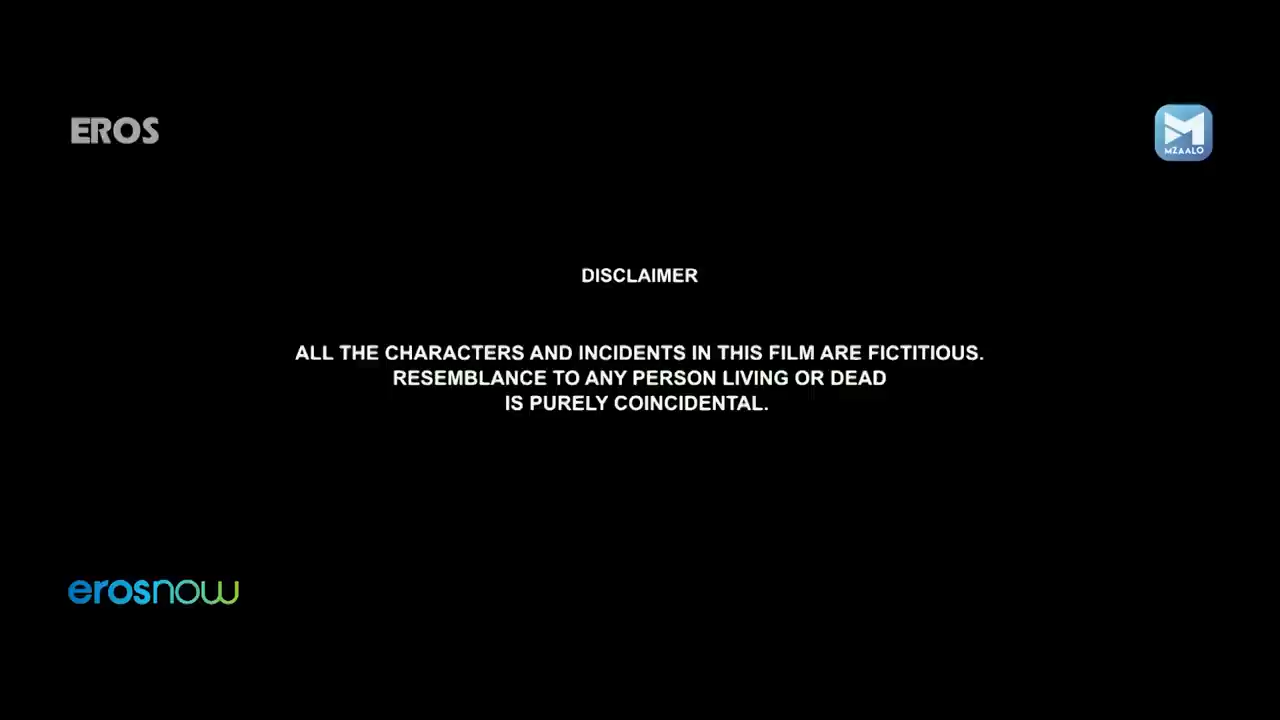 EROS
MZAALO
DISCLAIMER
ALL THE CHARACTERS AND INCIDENTS IN THIS FILM ARE FICTITIOUS.
RESEMBLANCE TO ANY PERSON LIVING OR DEAD
IS PURELY COINCIDENTAL.
erosnow